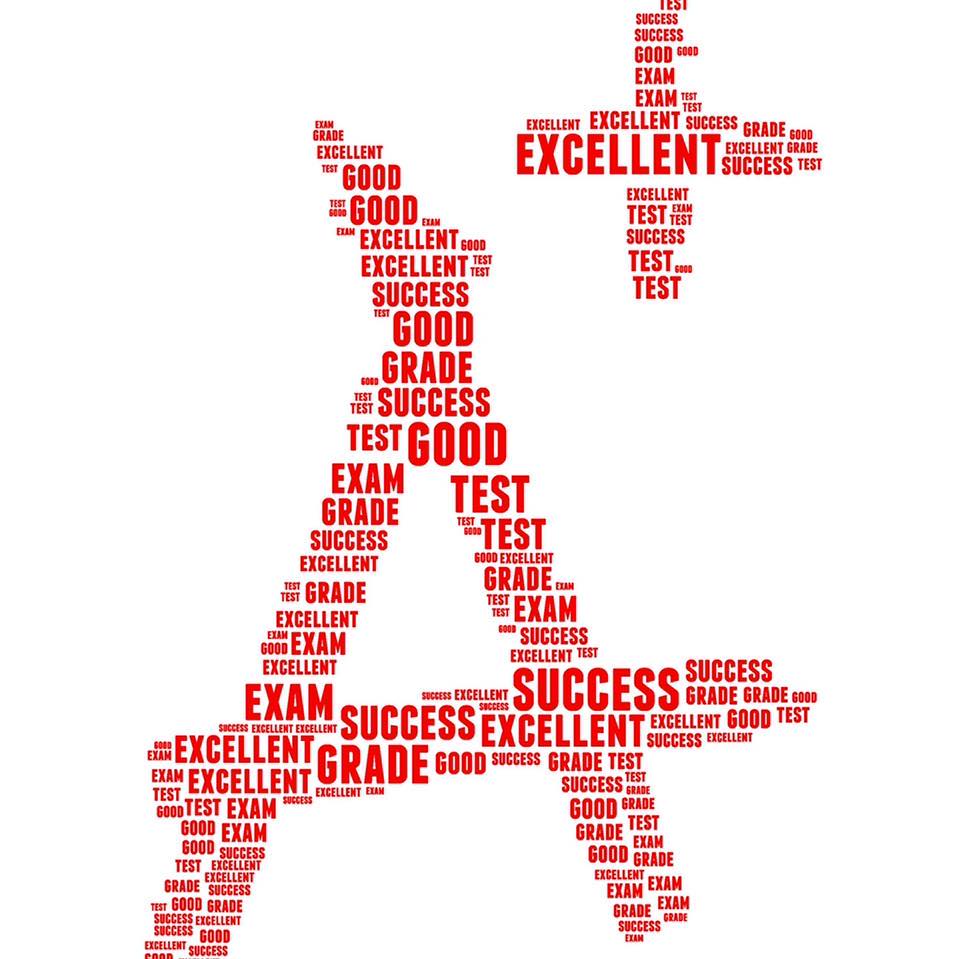 TEST
SUCCESS
SUCCESS
GOOD GOOD
EXAM
EXAM TEST
TEST
EXCELLENT EXCELLENT SUCCESS GRADE GOOD
EXCELLENT EXCELLENT GRADE
SUCCESS TEST
EXCELLENT
TEST EXAM
TEST
SUCCESS
TEST GOOD
TEST
EXAM
GRADE
EXCELLENT
TEST GOOD
TEST
GOOD GOOD EXAM
EXAM EXCELLENT GOOD
EXCELLENT TEST
TEST
SUCCESS
TEST GOOD
GOOD GRADE
TEST
TEST SUCCESS
TEST GOOD
EXAM TEST
GRADE TEST
GOOD TEST
SUCCESS GOOD EXCELLENT
EXCELLENT GRADE EXAM
TEST
TEST GRADE TEST
TEST EXAM
EXCELLENT GOOD SUCCESS
EXAM
GOOD EXAM EXCELLENT TEST
EXCELLENT SUCCESS SUCCESS
EXAM SUCCESS EXCELLENT GRADE GRADE GOOD
SUCCESS
SUCCESS EXCELLENT EXCELLENT SUCCESS EXCELLENT EXCELLENT GOOD TEST
SUCCESS EXCELLENT
GOOD
EXAM EXCELLENT GRADE GOOD SUCCESS GRADE TEST
EXAM EXCELLENT SUCCESS TEST
GRADE
TEST SUCCESS EXCELLENT EXAM
GOOD TEST EXAM GOOD GRADE
GOOD EXAM GRADE TEST
GOOD SUCCESS EXAM
GOOD GRADE
TEST EXCELLENT
EXCELLENT EXCELLENT
GRADE SUCCESS EXAM EXAM
TEST GOOD GRADE GRADE EXAM
SUCCESS EXCELLENT GRADE
SUCCESS SUCCESS
GOOD EXAM
EXCELLENT SUCCESS
GOOD